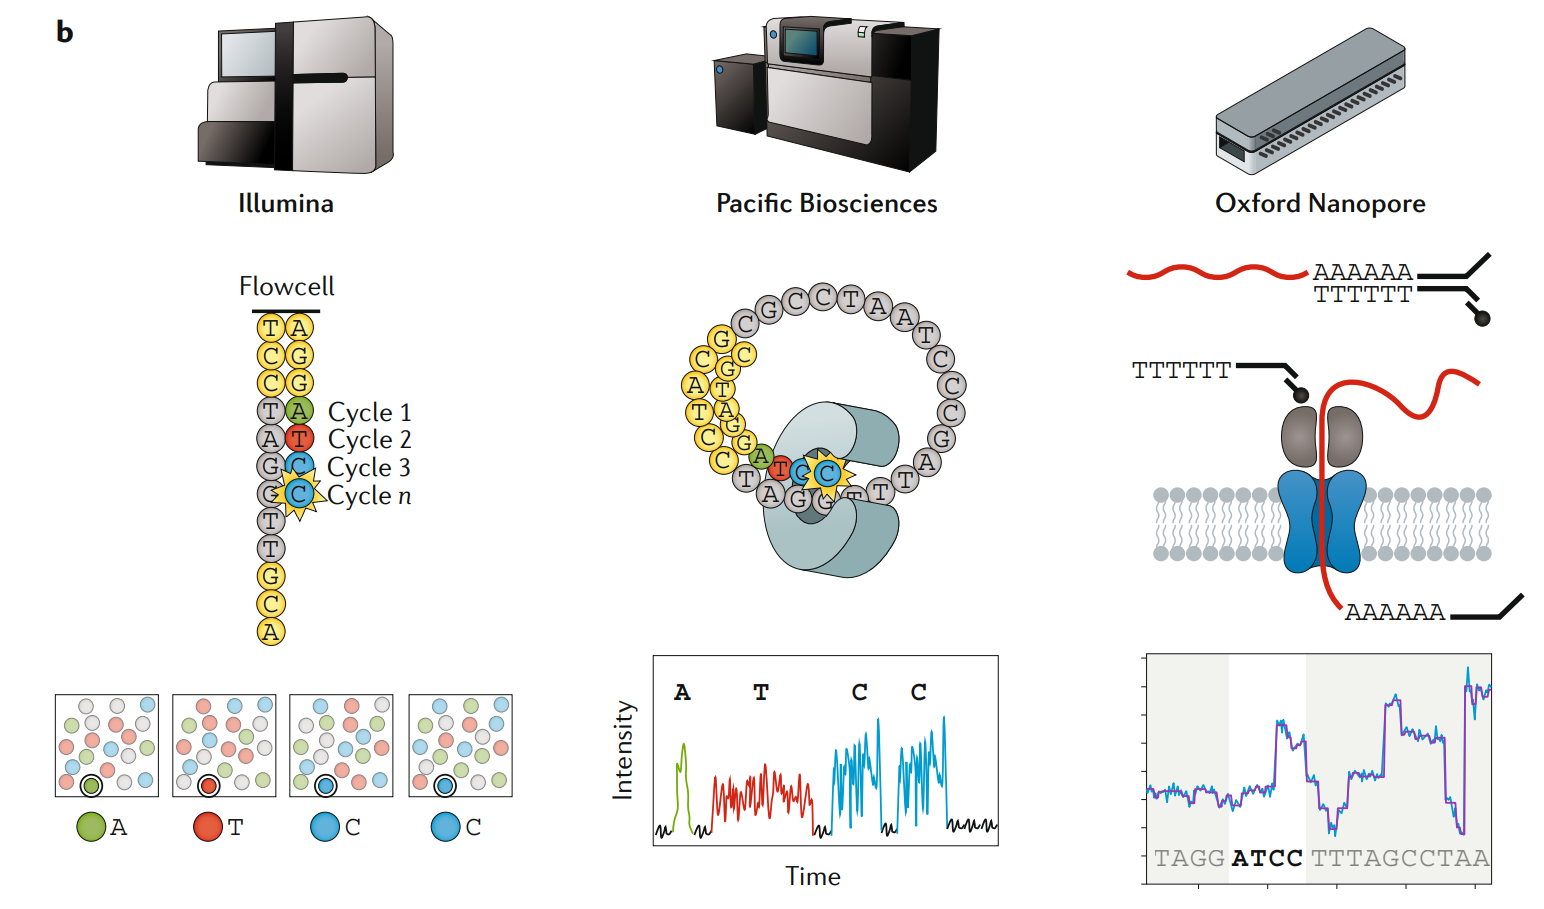 b
Illumina
Pacific Biosciences
Oxford Nanopore
Flowcell
T A
C G
C G
T A Cycle 1
A T Cycle 2
G C Cycle 3
G C Cycle n
T
T
G
C
A
A
T
C
C
C G C C T A A T C C C G A T T T G G A T C C T A C G
C G T A G G A T C C
A T C C
Intensity
Time
AAAAAA
TTTTTT
TTTTTT
AAAAAA
TAGG ATCC TTTAGCCTAA